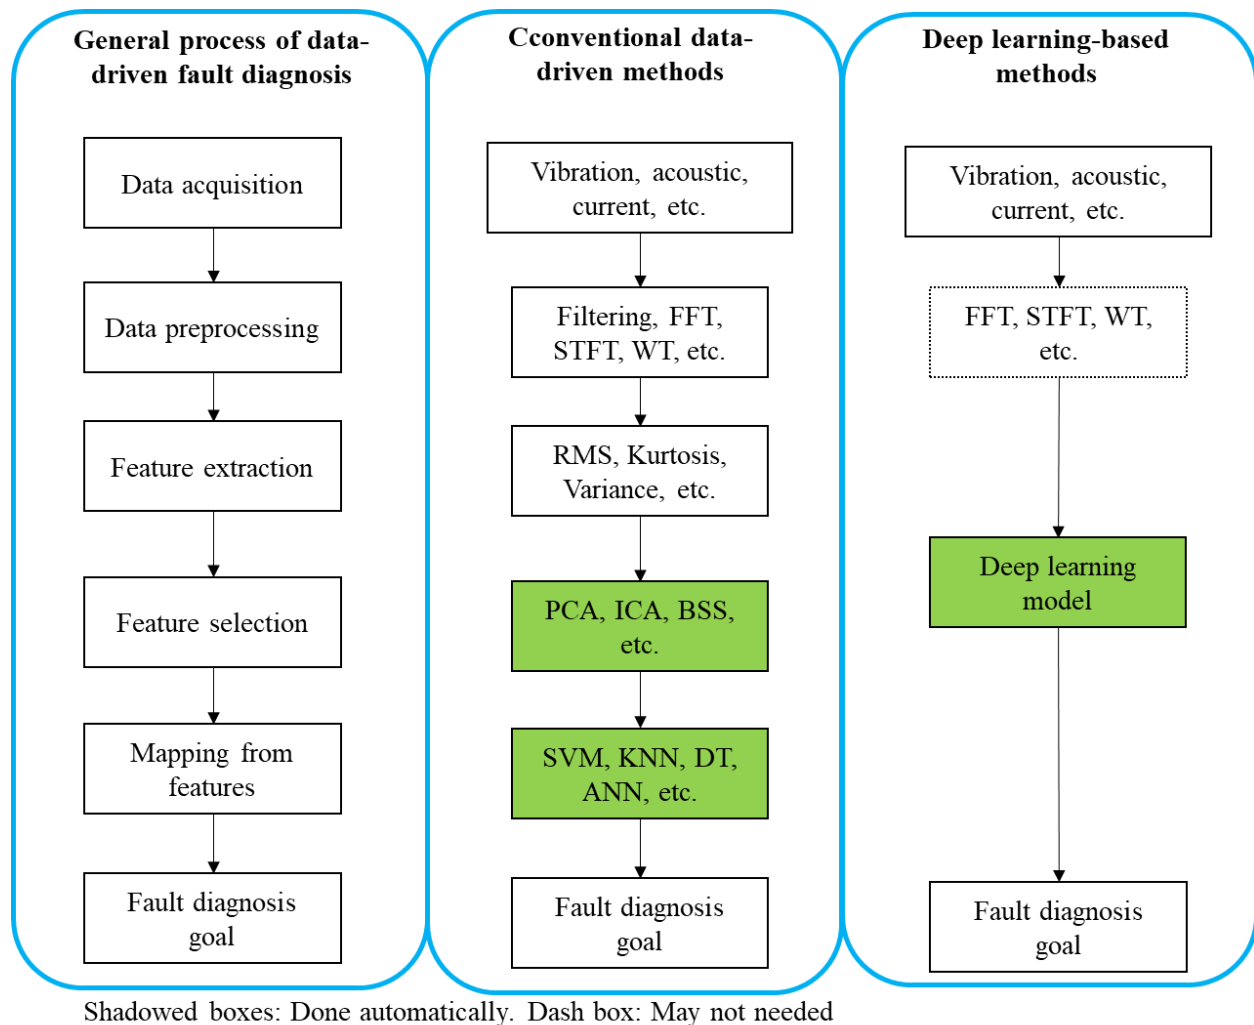 General process of data-
driven fault diagnosis
Data acquisition
Data preprocessing
Feature extraction
Feature selection
Mapping from
features
Fault diagnosis
goal
Cconventional data-
driven methods
Vibration, acoustic,
current, etc.
Filtering, FFT,
STFT, WT, etc.
RMS, Kurtosis,
Variance, etc.
PCA, ICA, BSS,
etc.
SVM, KNN, DT,
ANN, etc.
Fault diagnosis
goal
Deep learning-based
methods
Vibration, acoustic,
current, etc.
FFT, STFT, WT,
etc.
Deep learning
model
Fault diagnosis
goal
Shadowed boxes: Done automatically. Dash box: May not needed